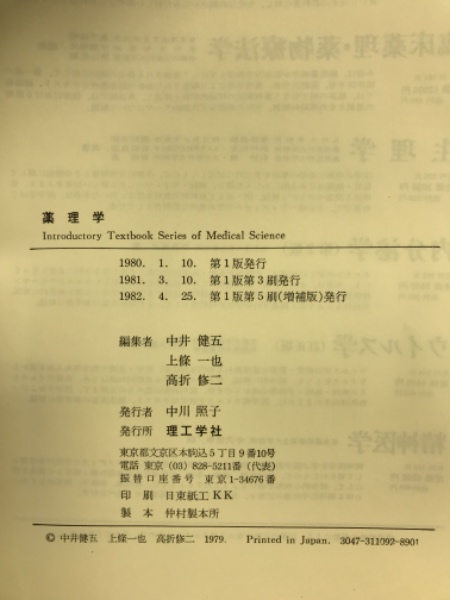 薬理学
Introductory Textbook Series of Medical Science
1980. 1. 10. 第1版発行
1981. 3. 10. 第1版第3刷発行
1982. 4. 25. 第1版第5刷(増補版)発行
編集者 中井 健五
上條 一也
高折 修二
発行者 中川 照子
発行所 理工学社
東京都文京区本駒込5丁目9番10号
電話 東京 (03) 828-5211番 (代表)
振替口座番号 東京1-34676番
印刷 日東紙工KK
製本 仲村製本所
© 中井健五 上條一也 高折修二 1979. Printed in Japan. 3047-311092-8901